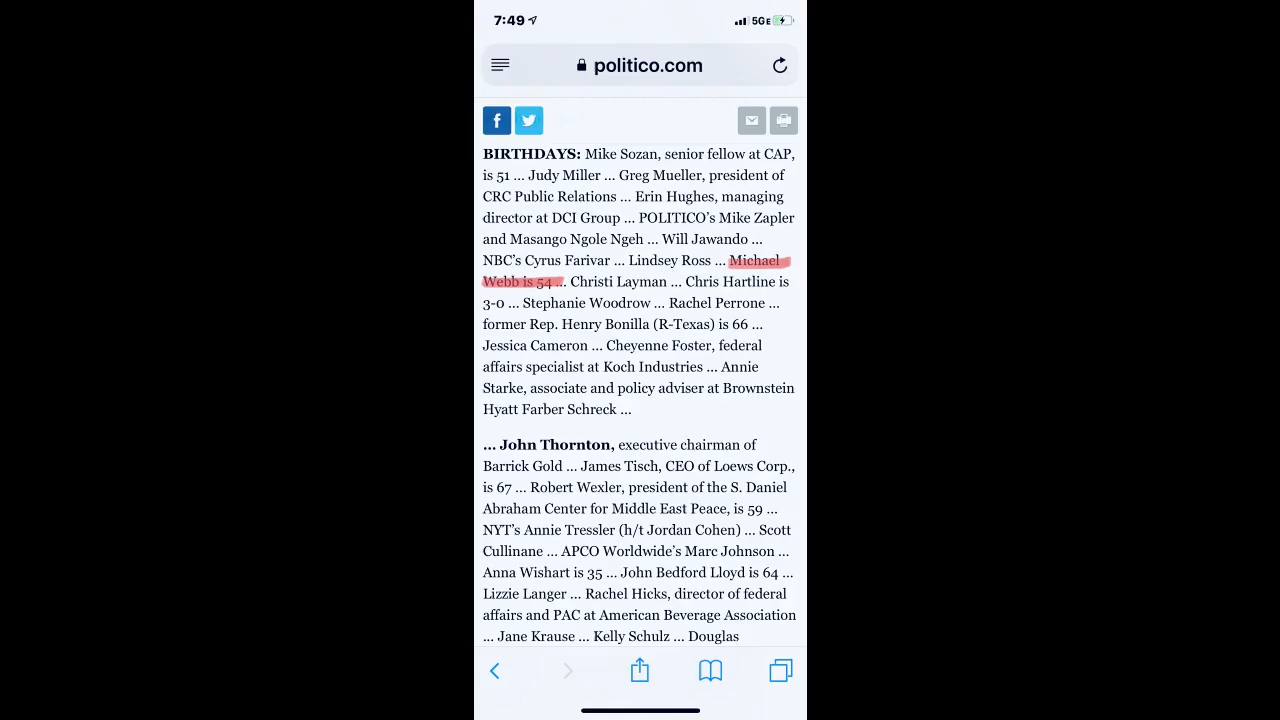 7:49
5GE
politico.com
f
BIRTHDAYS: Mike Sozan, senior fellow at CAP,
is 51 ... Judy Miller ... Greg Mueller, president of
CRC Public Relations ... Erin Hughes, managing
director at DCI Group ... POLITICO’s Mike Zapler
and Masango Ngole Ngeh ... Will Jawando ...
NBC’s Cyrus Farivar ... Lindsey Ross ... Michael
Webb is 54 ... Christi Layman ... Chris Hartline is
3-0 ... Stephanie Woodrow ... Rachel Perrone ...
former Rep. Henry Bonilla (R-Texas) is 66 ...
Jessica Cameron ... Cheyenne Foster, federal
affairs specialist at Koch Industries ... Annie
Starke, associate and policy adviser at Brownstein
Hyatt Farber Schreck ...
... John Thornton, executive chairman of
Barrick Gold ... James Tisch, CEO of Loews Corp.,
is 67 ... Robert Wexler, president of the S. Daniel
Abraham Center for Middle East Peace, is 59 ...
NYT’s Annie Tressler (h/t Jordan Cohen) ... Scott
Cullinane ... APCO Worldwide’s Marc Johnson ...
Anna Wishart is 35 ... John Bedford Lloyd is 64 ...
Lizzie Langer ... Rachel Hicks, director of federal
affairs and PAC at American Beverage Association
... Jane Krause ... Kelly Schulz ... Douglas